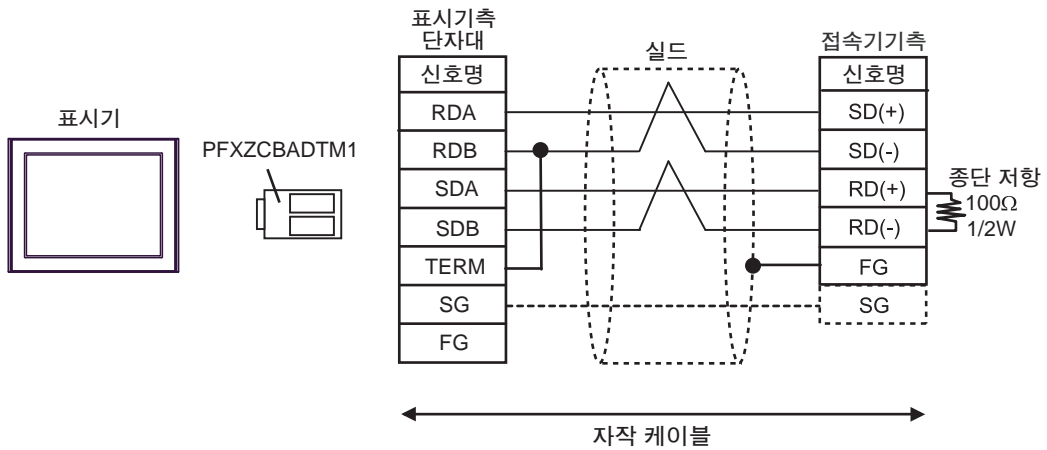 표시기
PFXZCBADTM1
표시기측
단자대
신호명
RDA
RDB
SDA
SDB
TERM
SG
FG
실드
접속기기측
신호명
SD(+)
SD(-)
RD(+)
RD(-)
FG
SG
종단 저항
100Ω
1/2W
자작 케이블